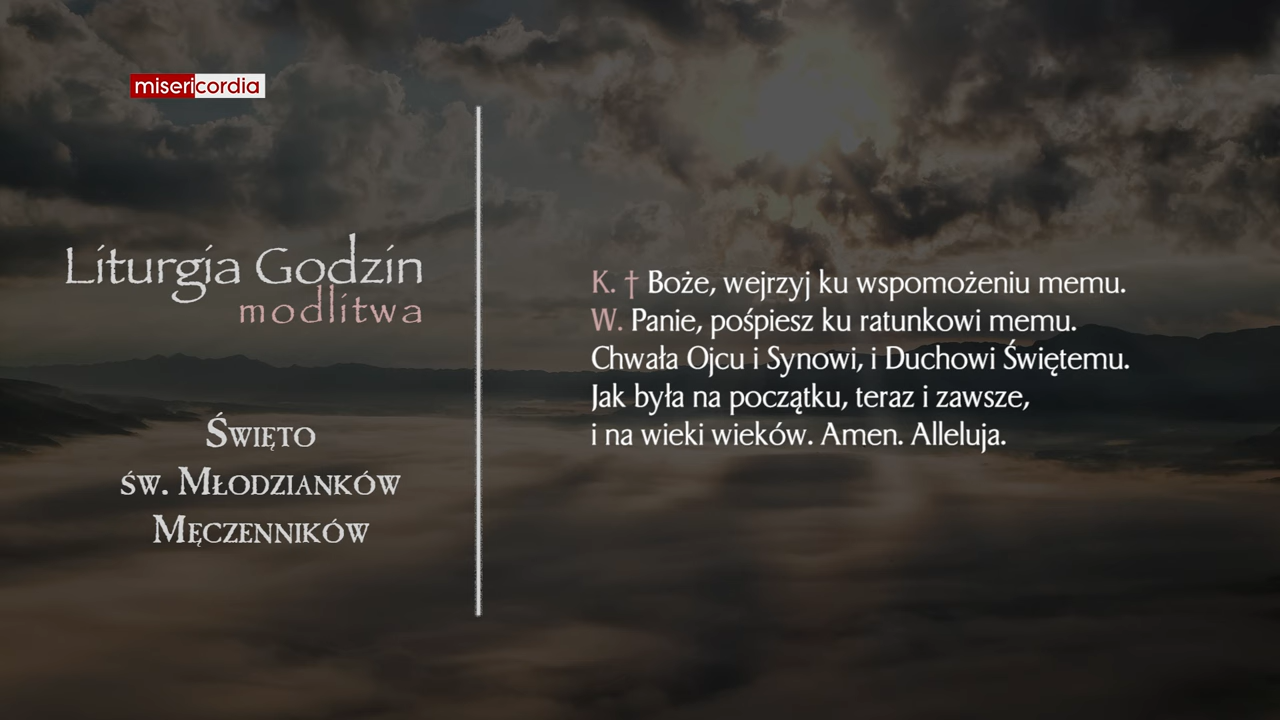 misericordia
Liturgia Godzin
modlitwa
Święto
św. Młodzianków
Męczenników
K. † Boże, wejrzyj ku wspomożeniu memu.
W. Panie, pośpiesz ku ratunkowi memu.
Chwała Ojcu i Synowi, i Duchowi Świętemu.
Jak była na początku, teraz i zawsze,
i na wieki wieków. Amen. Alleluja.